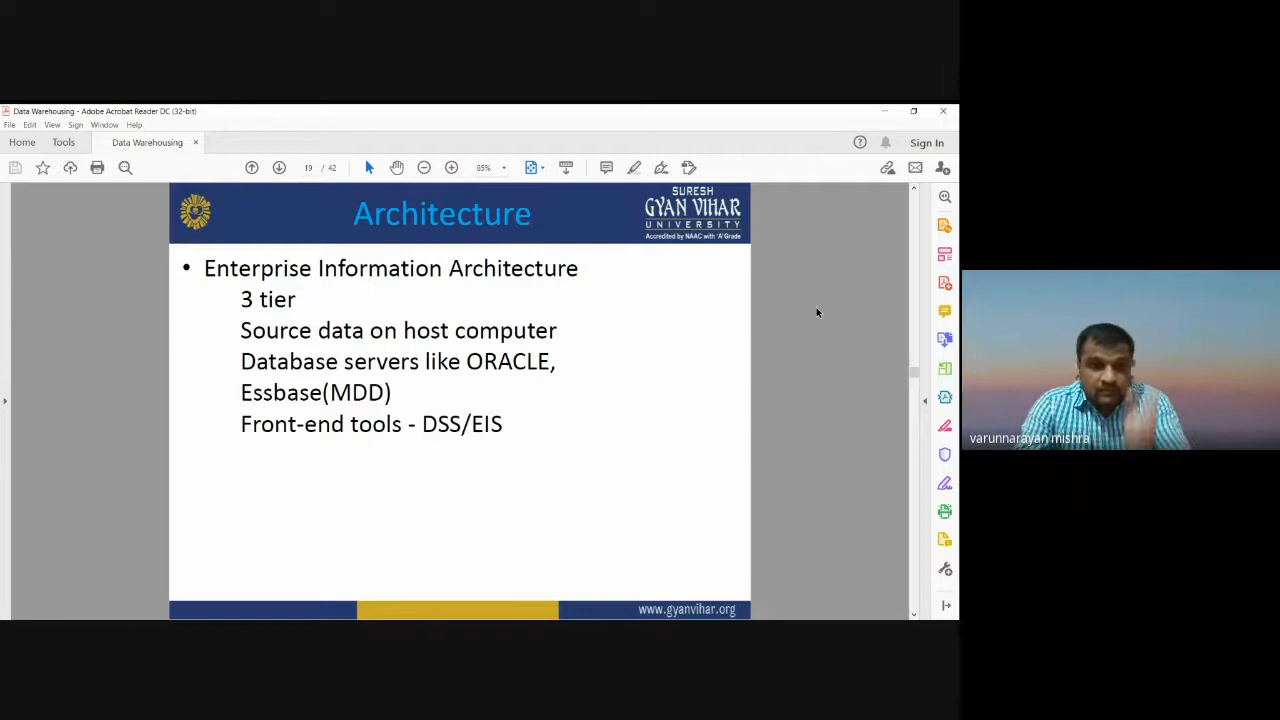 Data Warehousing - Adobe Acrobat Reader DC (32-bit)
File Edit View Sign Window Help
Home Tools Data Warehousing × Sign In
19 / 42 85%
Architecture
SURESH
GYAN VIHAR
UNIVERSITY
Accredited by NAAC with 'A' Grade
• Enterprise Information Architecture
3 tier
Source data on host computer
Database servers like ORACLE,
Essbase(MDD)
Front-end tools - DSS/EIS
www.gyanvihar.org
varunnarayan mishra